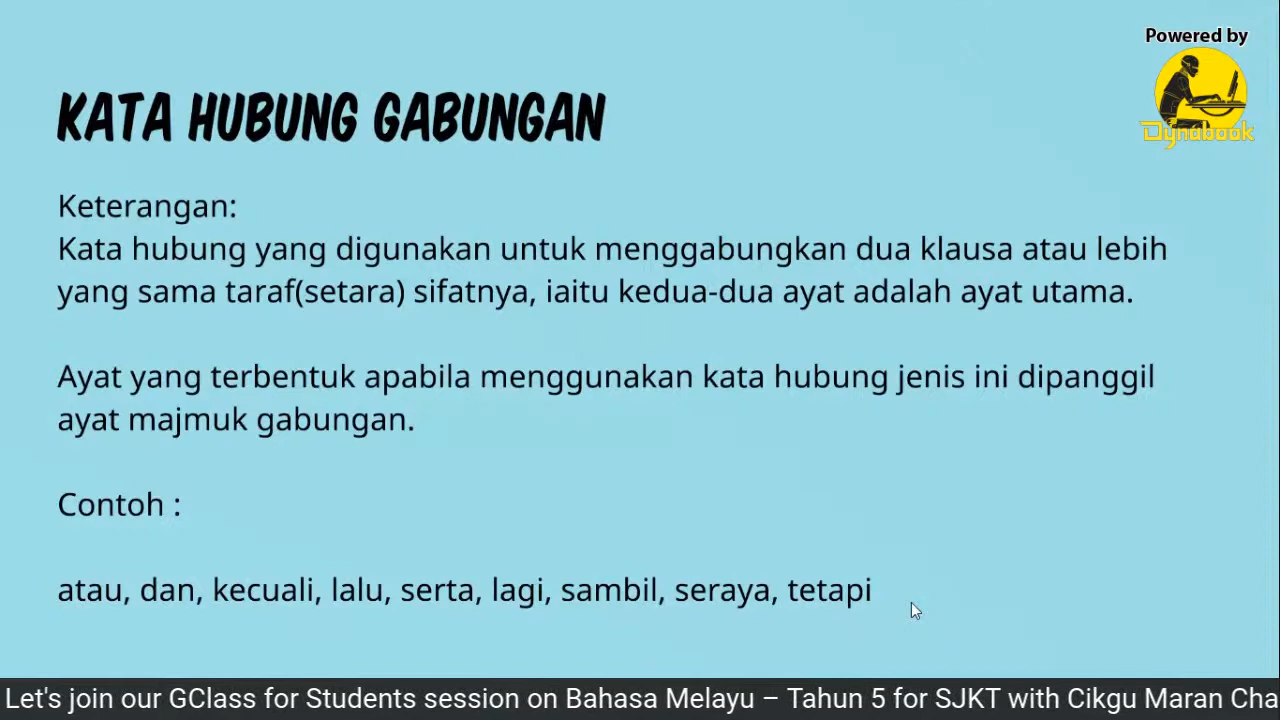 Powered by
Dynabook
KATA HUBUNG GABUNGAN
Keterangan:
Kata hubung yang digunakan untuk menggabungkan dua klausa atau lebih
yang sama taraf(setara) sifatnya, iaitu kedua-dua ayat adalah ayat utama.
Ayat yang terbentuk apabila menggunakan kata hubung jenis ini dipanggil
ayat majmuk gabungan.
Contoh :
atau, dan, kecuali, lalu, serta, lagi, sambil, seraya, tetapi
Let's join our GClass for Students session on Bahasa Melayu – Tahun 5 for SJKT with Cikgu Maran Cha